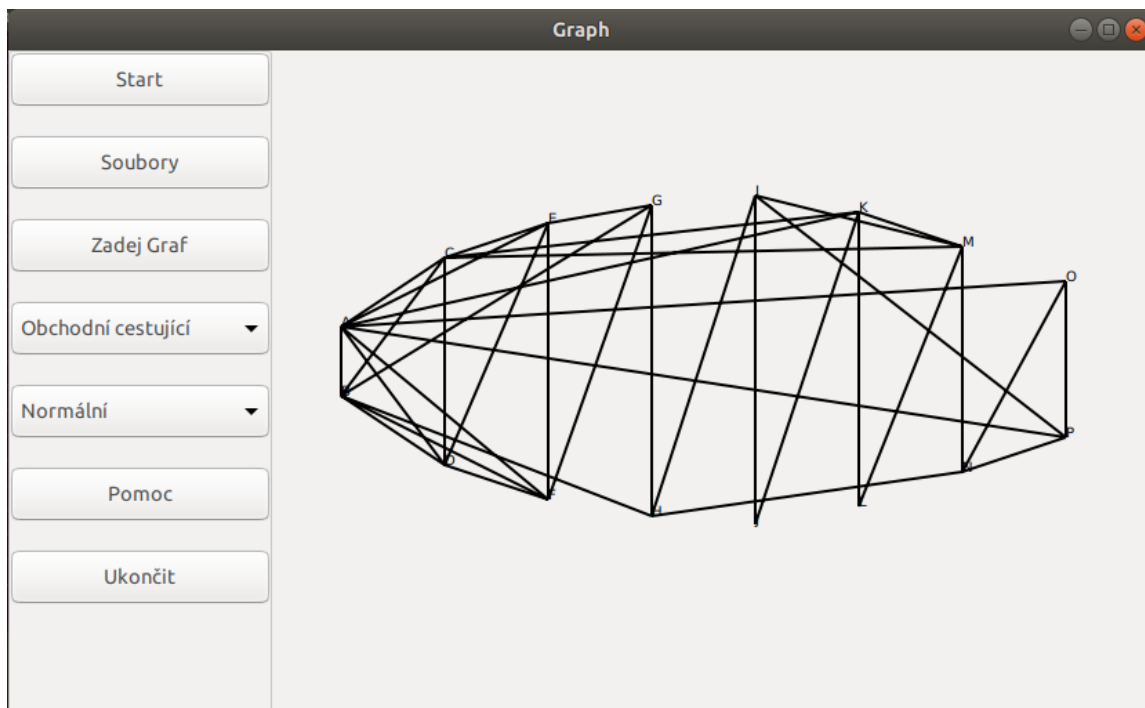 Graph
Start
Soubory
Zadej Graf
Obchodní cestující
Normální
Pomoc
Ukončit
I
G
K
E
M
C
O
A
B
P
D
N
F
L
H
J